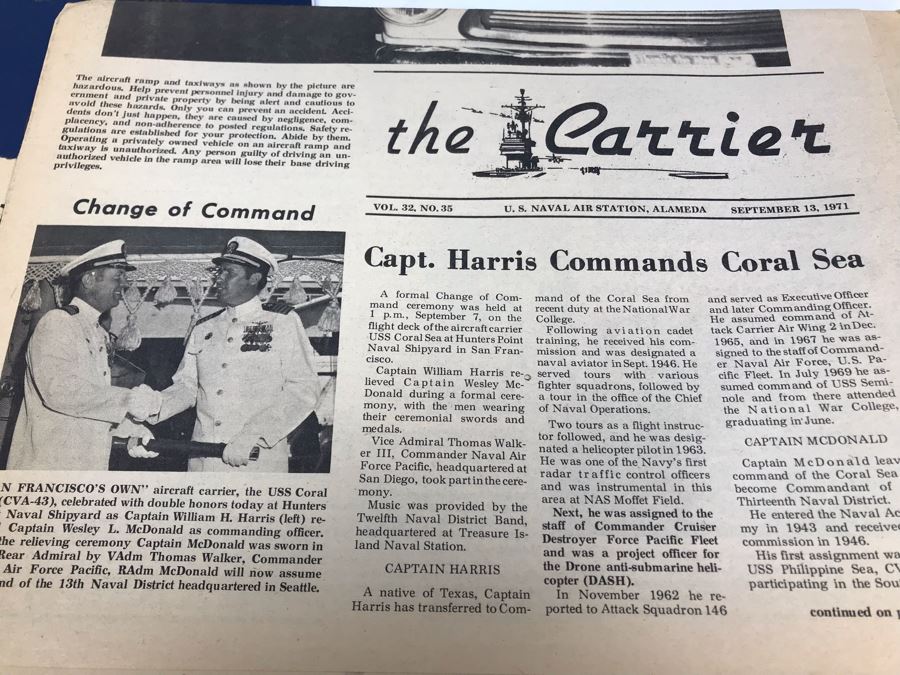 The aircraft ramp and taxiways as shown by the picture are
hazardous. Help prevent personnel injury and damage to gov-
ernment and private property by being alert and cautious to
avoid these hazards. Only you can prevent an accident. Acci-
dents don't just happen, they are caused by negligence, com-
placency, and non-adherence to posted regulations. Safety re-
gulations are established for your protection. Abide by them.
Operating a privately owned vehicle on an aircraft ramp and
taxiway is unauthorized. Any person guilty of driving an un-
authorized vehicle in the ramp area will lose their base driving
privileges.
the Carrier
VOL. 32, NO. 35 U. S. NAVAL AIR STATION, ALAMEDA SEPTEMBER 13, 1971
Change of Command
N FRANCISCO'S OWN" aircraft carrier, the USS Coral
(CVA-43), celebrated with double honors today at Hunters
Naval Shipyard as Captain William H. Harris (left) re-
Captain Wesley L. McDonald as commanding officer.
the relieving ceremony Captain McDonald was sworn in
Rear Admiral by VAdm Thomas Walker, Commander
Air Force Pacific, RAdm McDonald will now assume
nd of the 13th Naval District headquartered in Seattle.
Capt. Harris Commands Coral Sea
A formal Change of Com-
mand ceremony was held at
1 p.m., September 7, on the
flight deck of the aircraft carrier
USS Coral Sea at Hunters Point
Naval Shipyard in San Fran-
cisco.
Captain William Harris re-
lieved Captain Wesley Mc-
Donald during a formal cere-
mony, with the men wearing
their ceremonial swords and
medals.
Vice Admiral Thomas Walk-
er III, Commander Naval Air
Force Pacific, headquartered at
San Diego, took part in the cere-
mony.
Music was provided by the
Twelfth Naval District Band,
headquartered at Treasure Is-
land Naval Station.
CAPTAIN HARRIS
A native of Texas, Captain
Harris has transferred to Com-
mand of the Coral Sea from
recent duty at the National War
College.
Following aviation cadet
training, he received his com-
mission and was designated a
naval aviator in Sept. 1946. He
served tours with various
fighter squadrons, followed by
a tour in the office of the Chief
of Naval Operations.
Two tours as a flight instruc-
tor followed, and he was desig-
nated a helicopter pilot in 1963.
He was one of the Navy's first
radar traffic control officers
and was instrumental in this
area at NAS Moffet Field.
Next, he was assigned to the
staff of Commander Cruiser
Destroyer Force Pacific Fleet
and was a project officer for
the Drone anti-submarine heli-
copter (DASH).
In November 1962 he re-
ported to Attack Squadron 146
and served as Executive Officer
and later Commanding Officer.
He assumed command of At-
tack Carrier Air Wing 2 in Dec.
1965, and in 1967 he was as-
signed to the staff of Command-
er Naval Air Force, U.S. Pa-
cific Fleet. In July 1969 he as-
sumed command of USS Semi-
nole and from there attended
the National War College,
graduating in June.
CAPTAIN MCDONALD
Captain McDonald leav
command of the Coral Sea
become Commandant of
Thirteenth Naval District.
He entered the Naval Ac
my in 1943 and receive
commission in 1946.
His first assignment wa
USS Philippine Sea, CV
participating in the Sou
continued on p